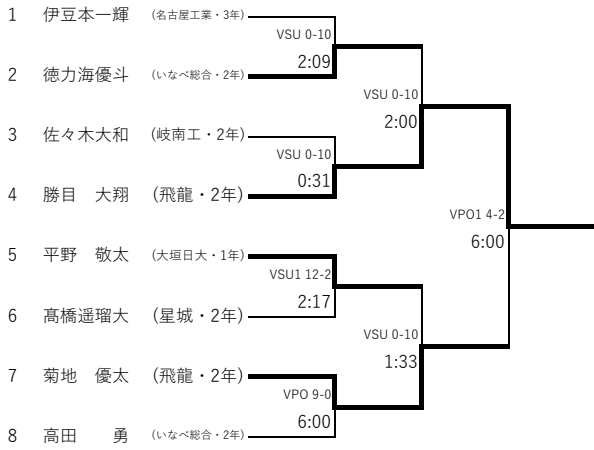 1 伊豆本一輝 (名古屋工業・3年)
VSU 0-10
2:09
2 徳力海優斗 (いなべ総合・2年)
VSU 0-10
2:00
3 佐々木大和 (岐南工・2年)
VSU 0-10
0:31
4 勝目　大翔 (飛龍・2年)
VPO1 4-2
6:00
5 平野　敬太 (大垣日大・1年)
VSU1 12-2
2:17
6 髙橋遥瑠大 (星城・2年)
VSU 0-10
1:33
7 菊地　優太 (飛龍・2年)
VPO 9-0
6:00
8 高田　　勇 (いなべ総合・2年)